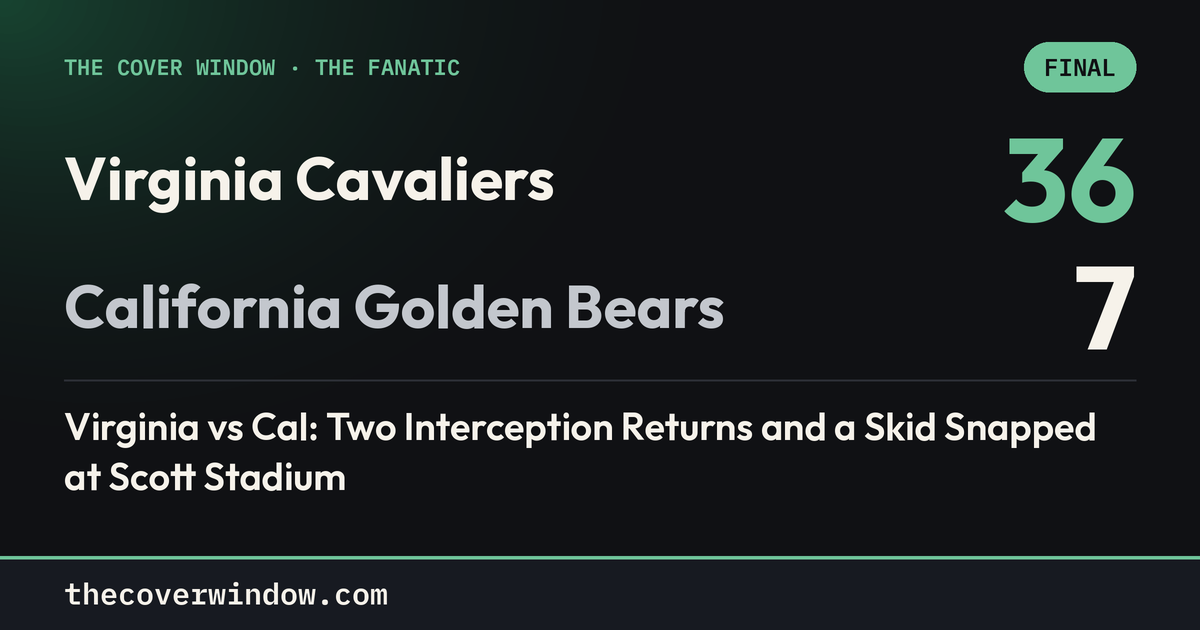 THE COVER WINDOW · THE FANATIC
FINAL
Virginia Cavaliers
36
California Golden Bears
7
Virginia vs Cal: Two Interception Returns and a Skid Snapped
at Scott Stadium
thecoverwindow.com